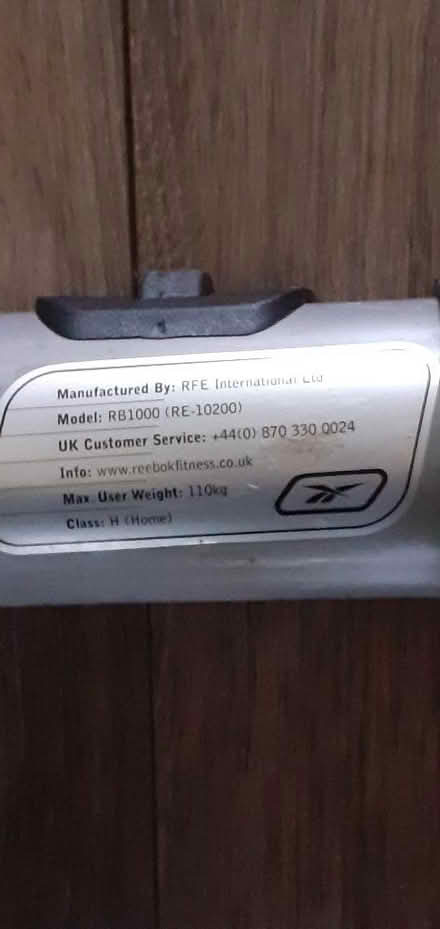 Manufactured By: RFE International Ltd
Model: RB1000 (RE-10200)
UK Customer Service: +44(0) 870 330 0024
Info: www.reebokfitness.co.uk
Max. User Weight: 110kg
Class: H (Home)